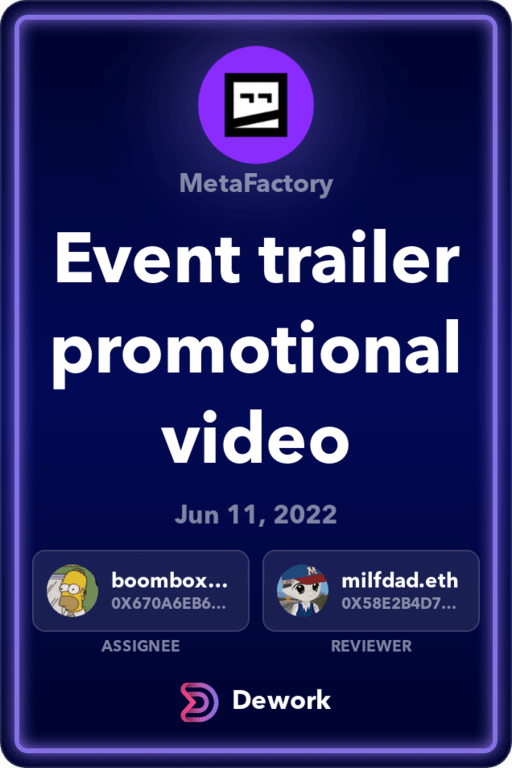 MetaFactory
Event trailer
promotional
video
Jun 11, 2022
boombox...
0X670A6EB6...
milfdad.eth
0X58E2B4D7...
ASSIGNEE
REVIEWER
Dework